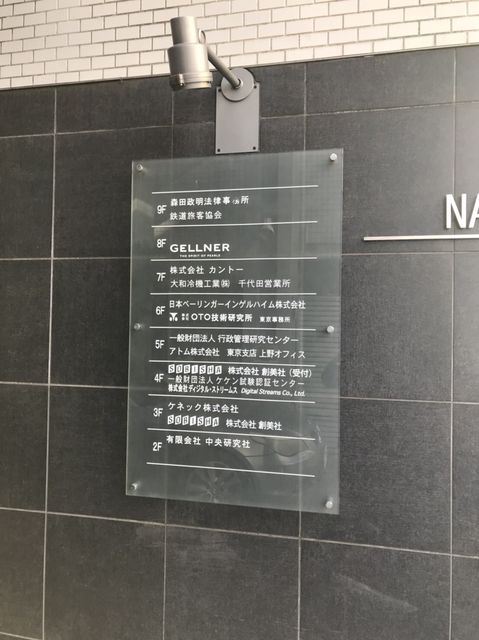 9F
森田政明法律事務所
鉄道旅客協会
8F
GELLNER
THE SPIRIT OF PEARLS
7F
株式会社 カントー
大和冷機工業㈱ 千代田営業所
6F
日本ベーリンガーインゲルハイム株式会社
OTO技術研究所 東京事務所
5F
一般財団法人 行政管理研究センター
アトム株式会社 東京支店 上野オフィス
4F
SOBISHA 株式会社 創美社(受付)
一般財団法人 ケケン試験認証センター
株式会社ディジタル・ストリームス Digital Streams Co., Ltd.
3F
ケネック株式会社
SOBISHA 株式会社 創美社
2F
有限会社 中央研究社
NA